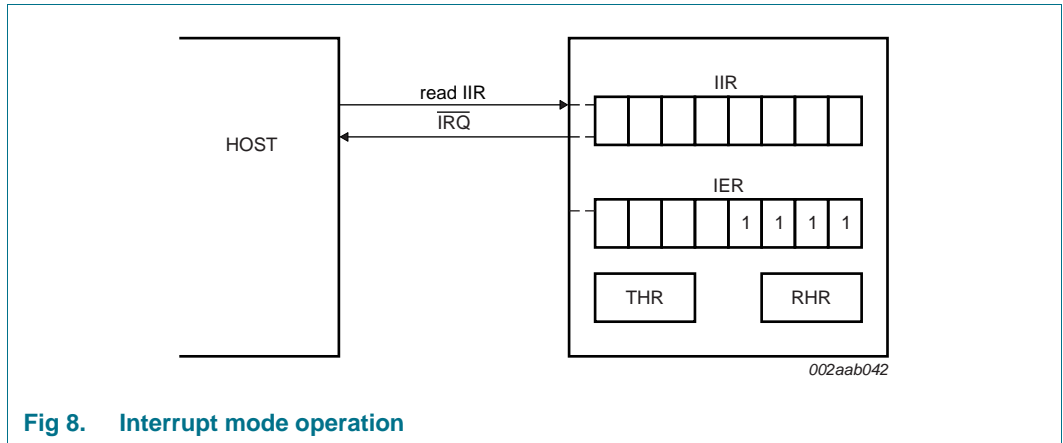 read IIR
IRQ
HOST
IIR
IER
1 1 1 1
THR RHR
002aab042
Fig 8. Interrupt mode operation